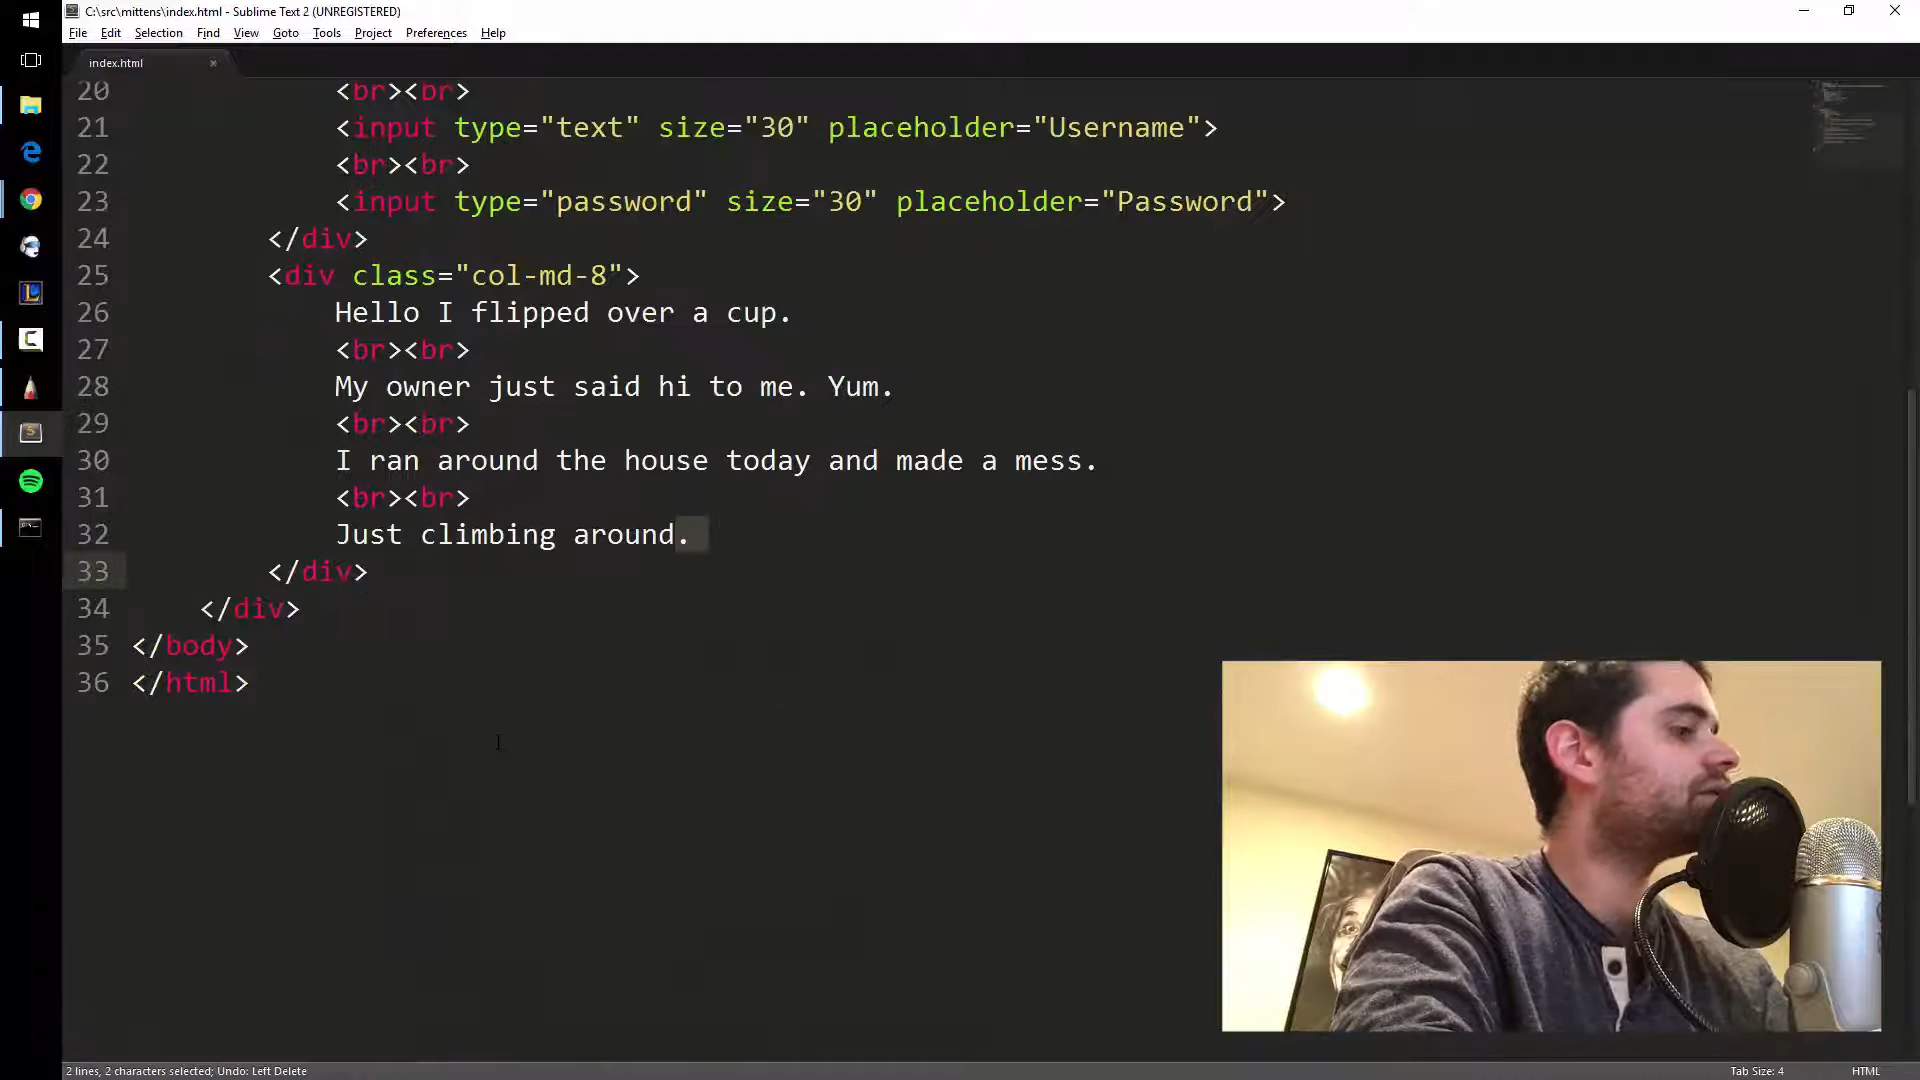 C:\src\mittens\index.html - Sublime Text 2 (UNREGISTERED)
File Edit Selection Find View Goto Tools Project Preferences Help
index.html ×
20 <br><br>
21 <input type="text" size="30" placeholder="Username">
22 <br><br>
23 <input type="password" size="30" placeholder="Password">
24 </div>
25 <div class="col-md-8">
26 Hello I flipped over a cup.
27 <br><br>
28 My owner just said hi to me. Yum.
29 <br><br>
30 I ran around the house today and made a mess.
31 <br><br>
32 Just climbing around.
33 </div>
34 </div>
35 </body>
36 </html>
2 lines, 2 characters selected; Undo: Left Delete
Tab Size: 4
HTML